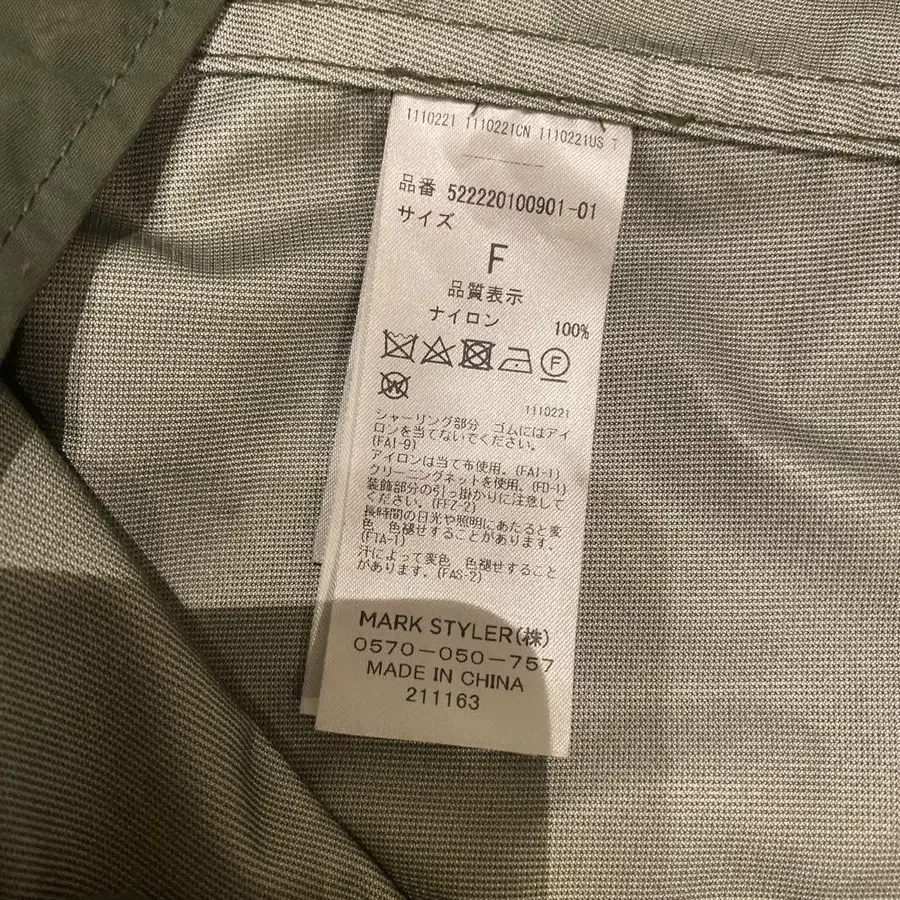 1110221 1110221CN 1110221US T
品番 522220100901-01
サイズ
F
品質表示
ナイロン 100%
F
W
1110221
シャーリング部分 ゴムにはアイ
ロンを当てないでください。
(FAI-9)
アイロンは当て布使用。(FAI-1)
クリーニングネットを使用。(FD-1)
装飾部分の引っ掛かりに注意して
ください。(FFZ-2)
長時間の日光や照明にあたると変
色 色褪せすることがあります。
(FTA-1)
汗によって変色 色褪せすること
があります。(FAS-2)
MARK STYLER(株)
0570-050-757
MADE IN CHINA
211163